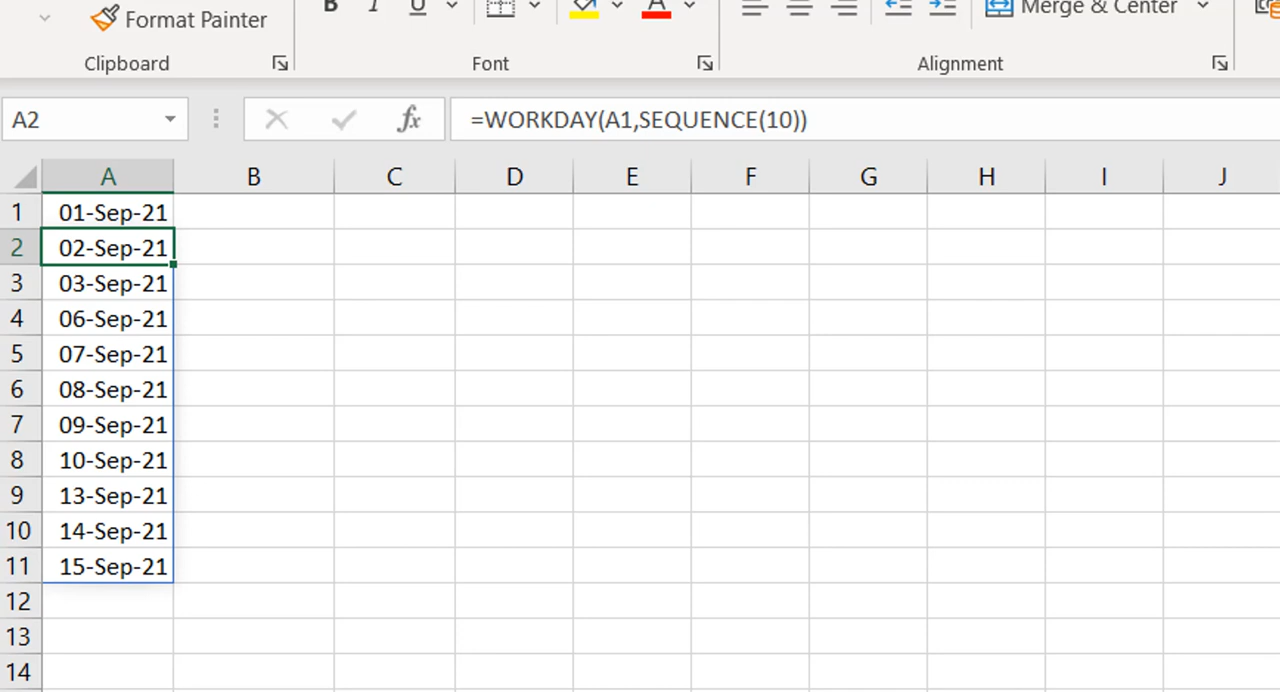 Format Painter
B I U A
Merge & Center
Clipboard Font Alignment
A2 fx =WORKDAY(A1,SEQUENCE(10))
A B C D E F G H I J
1 01-Sep-21
2 02-Sep-21
3 03-Sep-21
4 06-Sep-21
5 07-Sep-21
6 08-Sep-21
7 09-Sep-21
8 10-Sep-21
9 13-Sep-21
10 14-Sep-21
11 15-Sep-21
12
13
14